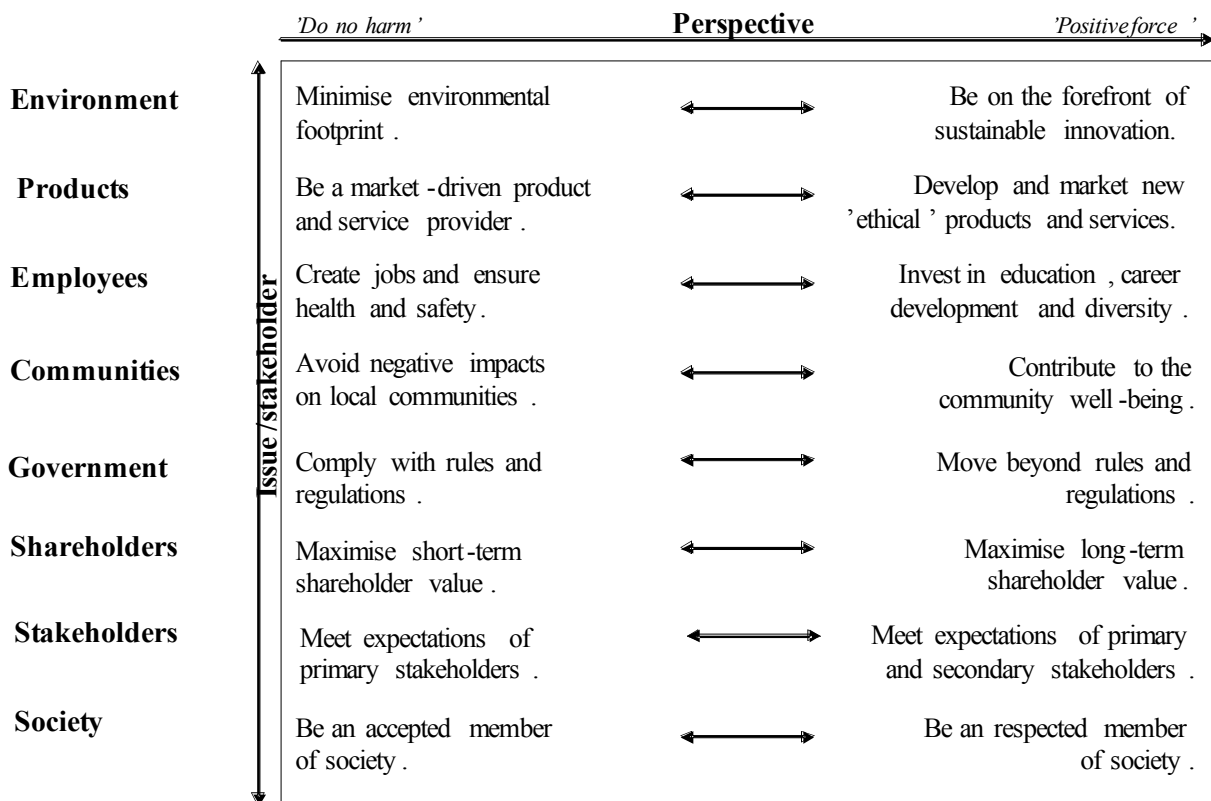 'Do no harm' Perspective 'Positive force '
Issue /stakeholder
Environment Minimise environmental Be on the forefront of
footprint . sustainable innovation.
Products Be a market -driven product Develop and market new
and service provider . 'ethical ' products and services.
Employees Create jobs and ensure Invest in education , career
health and safety . development and diversity .
Communities Avoid negative impacts Contribute to the
on local communities . community well -being .
Government Comply with rules and Move beyond rules and
regulations . regulations .
Shareholders Maximise short -term Maximise long -term
shareholder value . shareholder value .
Stakeholders Meet expectations of Meet expectations of primary
primary stakeholders . and secondary stakeholders .
Society Be an accepted member Be an respected member
of society . of society .